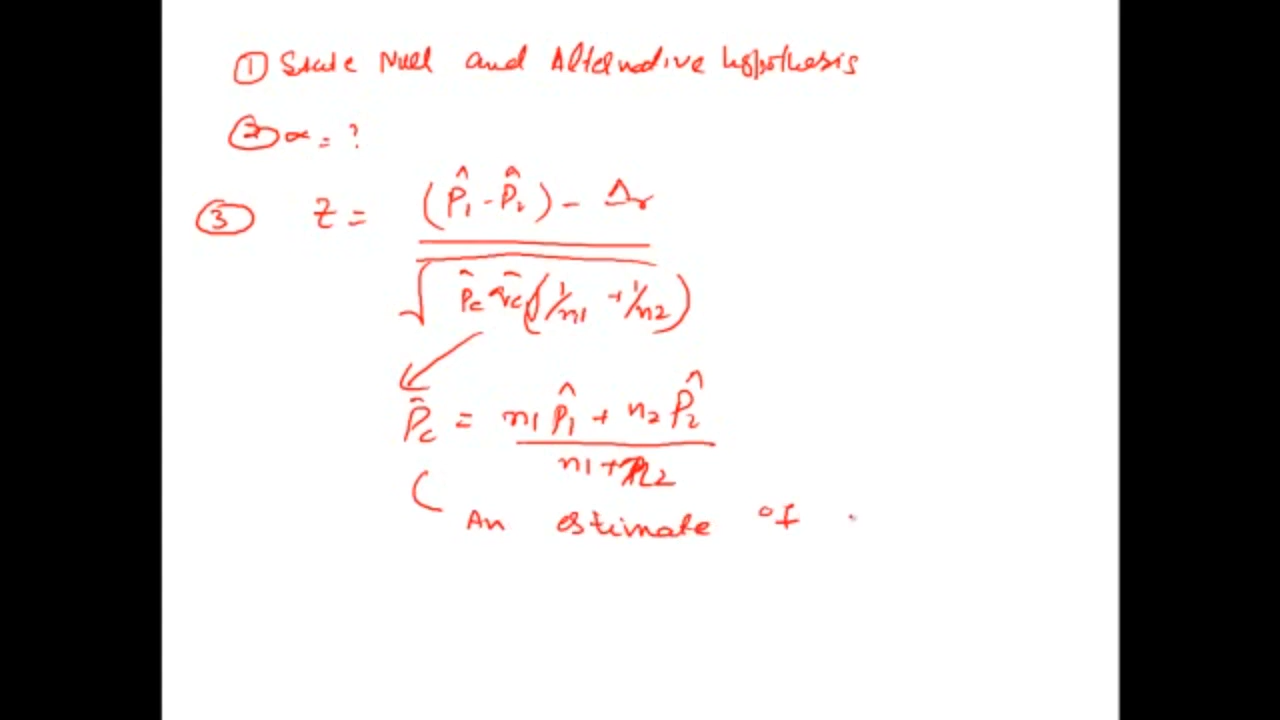 ① State Null and Alternative hypothesis
② α = ?
③ Z = (p̂₁ - p̂₂) - Δ
√ p̂c q̂c (1/n1 + 1/n2)
p̂c = n1 p̂₁ + n2 p̂₂
n1 + n2
An estimate of